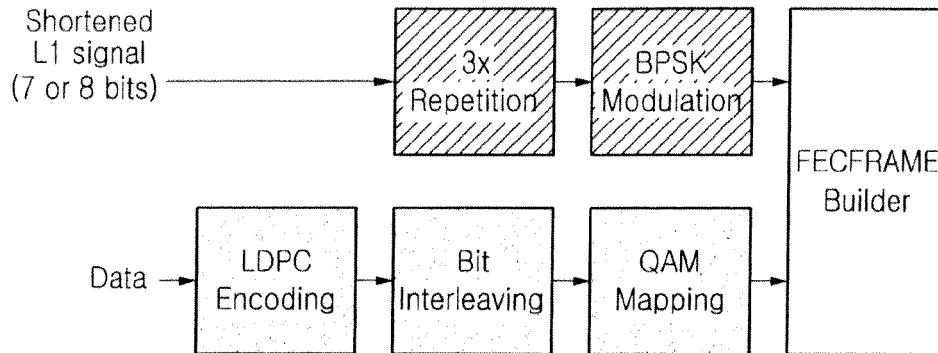 Shortened
L1 signal
(7 or 8 bits)
3x
Repetition
BPSK
Modulation
FECFRAME
Builder
Data
LDPC
Encoding
Bit
Interleaving
QAM
Mapping